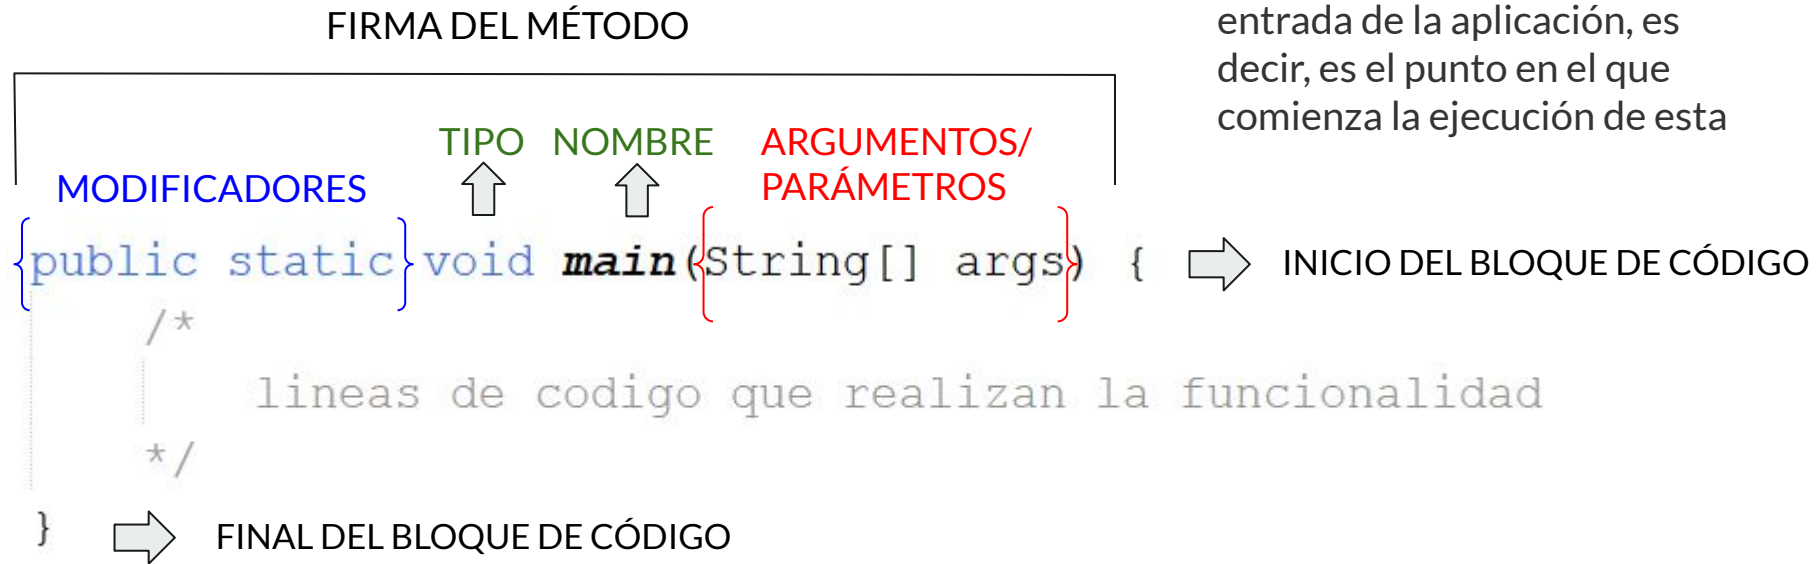 FIRMA DEL MÉTODO
entrada de la aplicación, es
decir, es el punto en el que
comienza la ejecución de esta
TIPO NOMBRE ARGUMENTOS/
PARÁMETROS
MODIFICADORES
public static void main(String[] args) {
INICIO DEL BLOQUE DE CÓDIGO
/*
lineas de codigo que realizan la funcionalidad
*/
}
FINAL DEL BLOQUE DE CÓDIGO